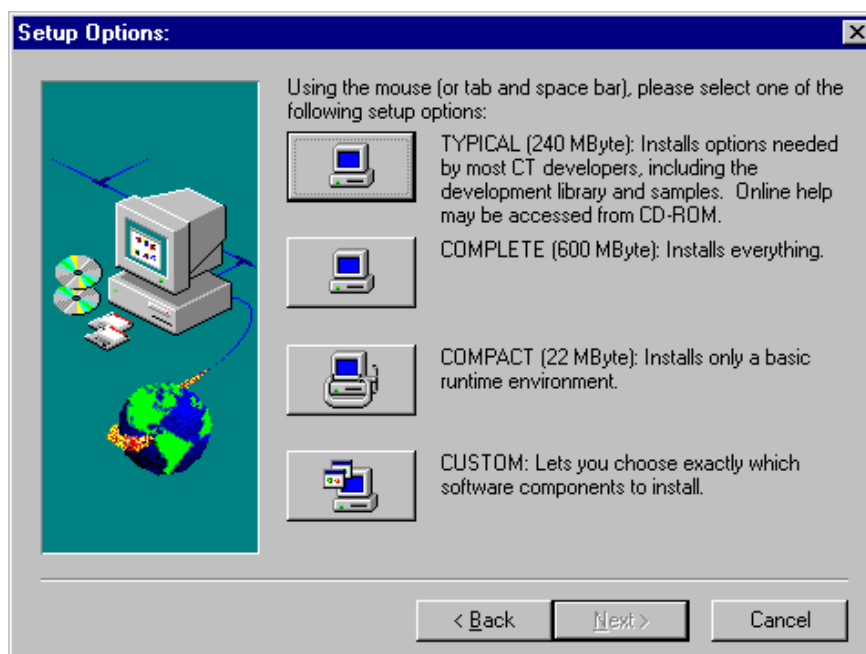 Setup Options:
Using the mouse (or tab and space bar), please select one of the
following setup options:
TYPICAL (240 MByte): Installs options needed
by most CT developers, including the
development library and samples. Online help
may be accessed from CD-ROM.
COMPLETE (600 MByte): Installs everything.
COMPACT (22 MByte): Installs only a basic
runtime environment.
CUSTOM: Lets you choose exactly which
software components to install.
< Back
Next >
Cancel